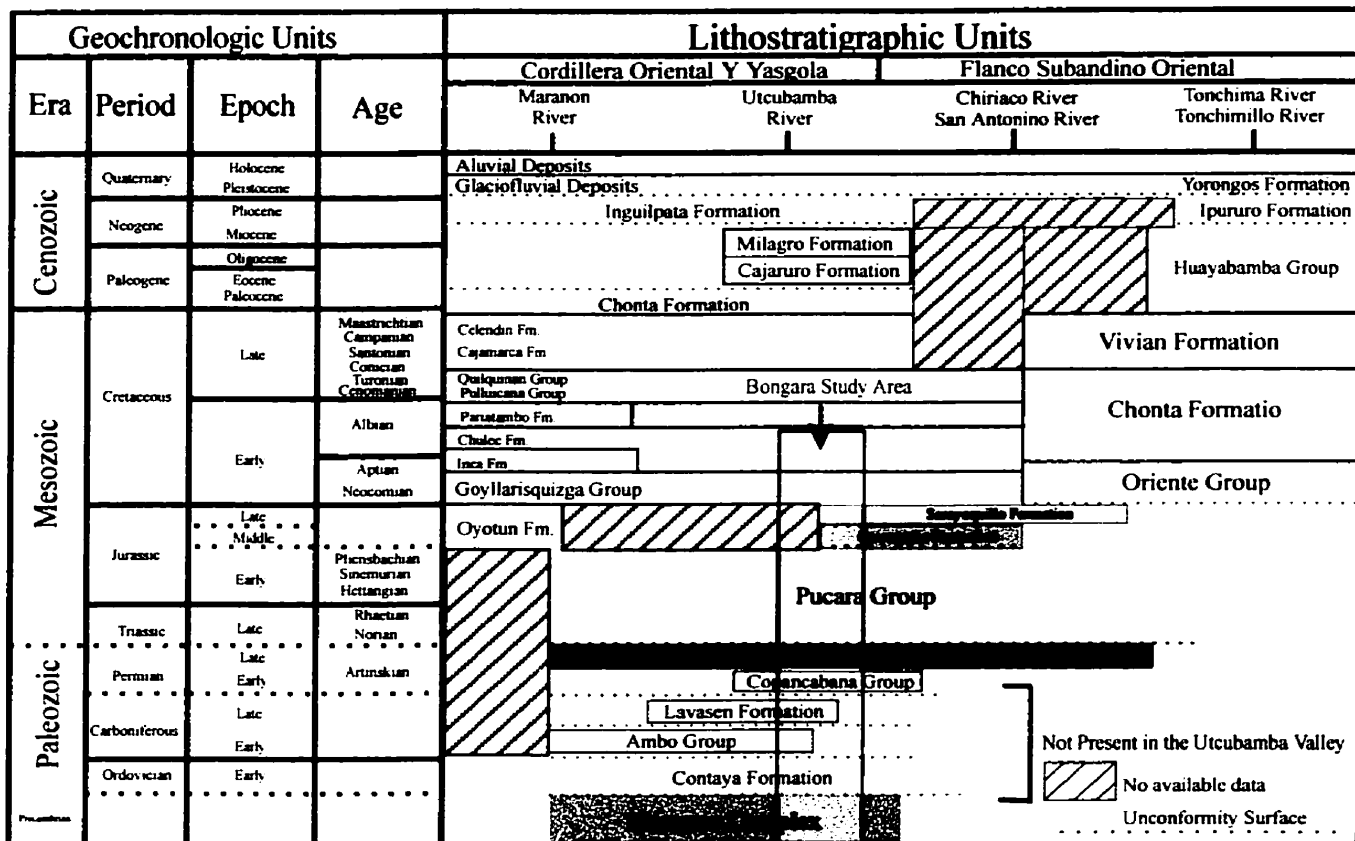 Geochronologic Units
Lithostratigraphic Units
Cordillera Oriental Y Yasgola
Flanco Subandino Oriental
Era
Period
Epoch
Age
Maranon
River
Utcubamba
River
Chiriaco River
San Antonino River
Tonchima River
Tonchimillo River
Cenozoic
Quaternary
Holocene
Pleistocene
Aluvial Deposits
Glaciofluvial Deposits
Yorongos Formation
Neogene
Pliocene
Miocene
Inguilpata Formation
Ipururo Formation
Paleogene
Oligocene
Eocene
Paleocene
Milagro Formation
Cajaruro Formation
Huayabamba Group
Chonta Formation
Mesozoic
Cretaceous
Late
Maastrichtian
Campanian
Santonian
Turonian
Cenomanian
Celendin Fm.
Cajamarca Fm
Vivian Formation
Quilquinan Group
Pulluicana Group
Bongara Study Area
Chonta Formatio
Early
Albian
Pariatambo Fm.
Chulec Fm.
Aptian
Neocomian
Inca Fm
Goyllarisquizga Group
Oriente Group
Jurassic
Late
Middle
Early
Oyotun Fm.
Formation
Pliensbachian
Sinemurian
Hettangian
Pucara Group
Triassic
Late
Rhaetian
Norian
Paleozoic
Permian
Late
Early
Artinskian
Copancabana Group
Carboniferous
Late
Early
Lavasen Formation
Ambo Group
Ordovician
Early
Contaya Formation
Not Present in the Utcubamba Valley
No available data
Unconformity Surface